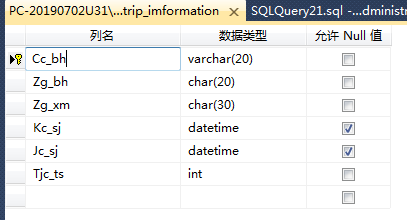 PC-20190702U31\...trip_imformation
SQLQuery21.sql -...dministr
列名 数据类型 允许 Null 值
Cc_bh varchar(20)
Zg_bh char(20)
Zg_xm char(30)
Kc_sj datetime
Jc_sj datetime
Tjc_ts int